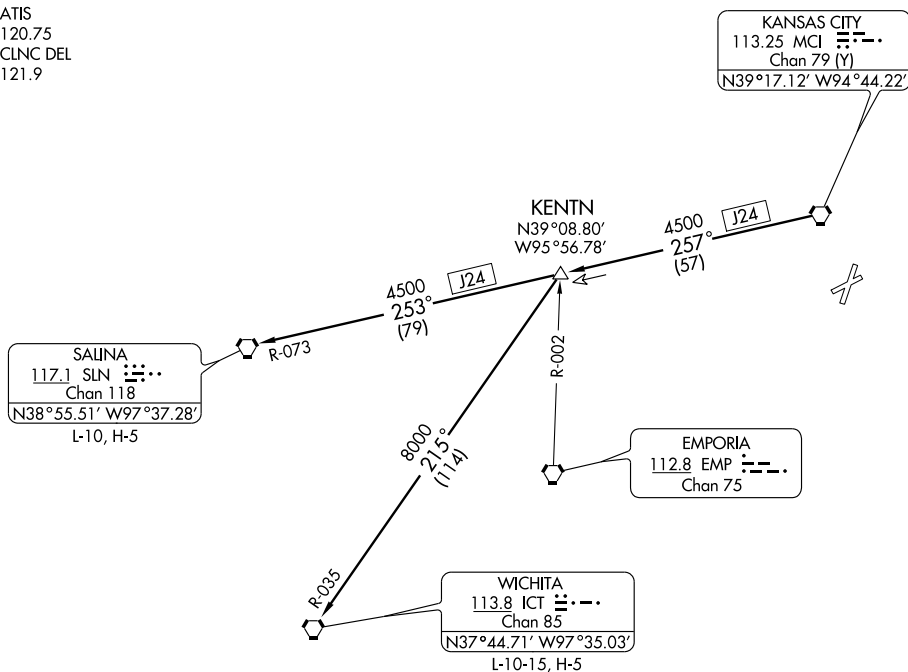 ATIS
120.75
CLNC DEL
121.9
KANSAS CITY
113.25 MCI
Chan 79 (Y)
N39°17.12' W94°44.22'
KENTN
N39°08.80'
W95°56.78'
4500
J24
257°
(57)
4500
J24
253°
(79)
R-073
R-002
SALINA
117.1 SLN
Chan 118
N38°55.51' W97°37.28'
L-10, H-5
8000
215°
(114)
EMPORIA
112.8 EMP
Chan 75
R-035
WICHITA
113.8 ICT
Chan 85
N37°44.71' W97°35.03'
L-10-15, H-5